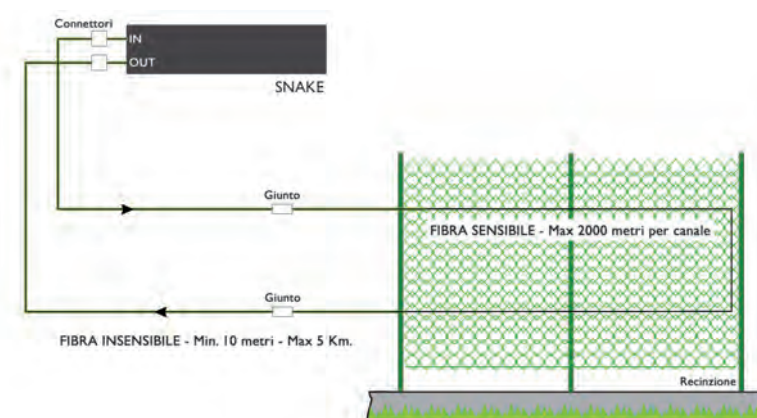 Connettori
IN
OUT
SNAKE
Giunto
FIBRA SENSIBILE - Max 2000 metri per canale
Giunto
FIBRA INSENSIBILE - Min. 10 metri - Max 5 Km.
Recinzione